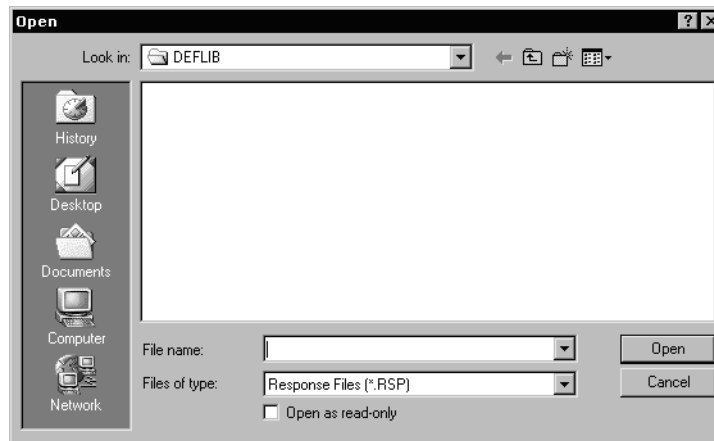 Open
Look in: DEFLIB
History
Desktop
Documents
Computer
Network
File name:
Open
Files of type: Response Files (*.RSP)
Cancel
Open as read-only